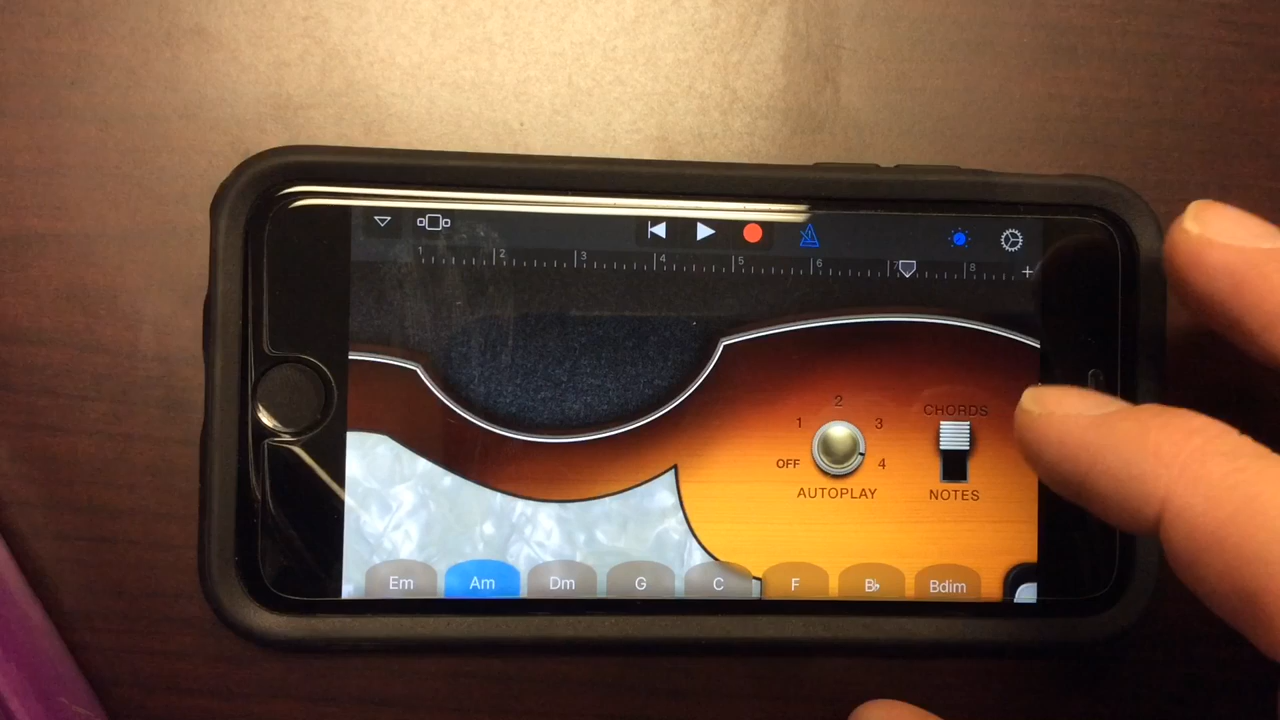 1 2 3 4 5 6 7 8 +
CHORDS
2
1 3
OFF 4
AUTOPLAY NOTES
Em Am Dm G C F B♭ Bdim